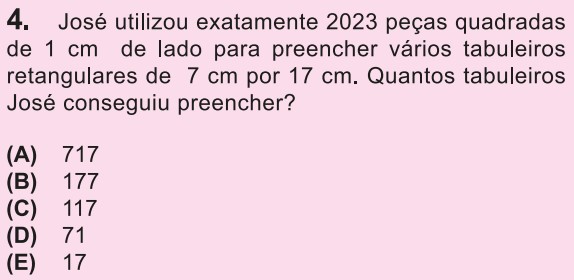 4. José utilizou exatamente 2023 peças quadradas
de 1 cm de lado para preencher vários tabuleiros
retangulares de 7 cm por 17 cm. Quantos tabuleiros
José conseguiu preencher?
(A) 717
(B) 177
(C) 117
(D) 71
(E) 17